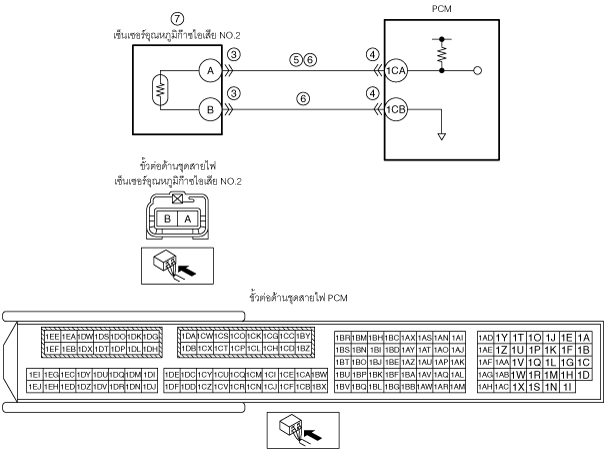 PCM
⑦
เซ็นเซอร์อุณหภูมิก๊าซไอเสีย NO.2
③ ⑤⑥ ④
A 1CA
③ ⑥ ④
B 1CB
ขั้วต่อด้านชุดสายไฟ
เซ็นเซอร์อุณหภูมิก๊าซไอเสีย NO.2
B A
ขั้วต่อด้านชุดสายไฟ PCM
1EE 1EA 1DW 1DS 1DO 1DK 1DG 1DA 1CW 1CS 1CO 1CK 1CG 1CC 1BY 1BR 1BM 1BH 1BC 1AX 1AS 1AN 1AI 1AD 1Y 1T 1O 1J 1E 1A
1EF 1EB 1DX 1DT 1DP 1DL 1DH 1DB 1CX 1CT 1CP 1CL 1CH 1CD 1BZ 1BS 1BN 1BI 1BD 1AY 1AT 1AO 1AJ 1AE 1Z 1U 1P 1K 1F 1B
1BT 1BO 1BJ 1BE 1AZ 1AU 1AP 1AK 1AF 1AA 1V 1Q 1L 1G 1C
1EI 1EG 1EC 1DY 1DU 1DQ 1DM 1DI 1DE 1DC 1CY 1CU 1CQ 1CM 1CI 1CE 1CA 1BW 1BU 1BP 1BK 1BF 1BA 1AV 1AQ 1AL 1AG 1AB 1W 1R 1M 1H 1D
1EJ 1EH 1ED 1DZ 1DV 1DR 1DN 1DJ 1DF 1DD 1CZ 1CV 1CR 1CN 1CJ 1CF 1CB 1BX 1BV 1BQ 1BL 1BG 1BB 1AW 1AR 1AM 1AH 1AC 1X 1S 1N 1I